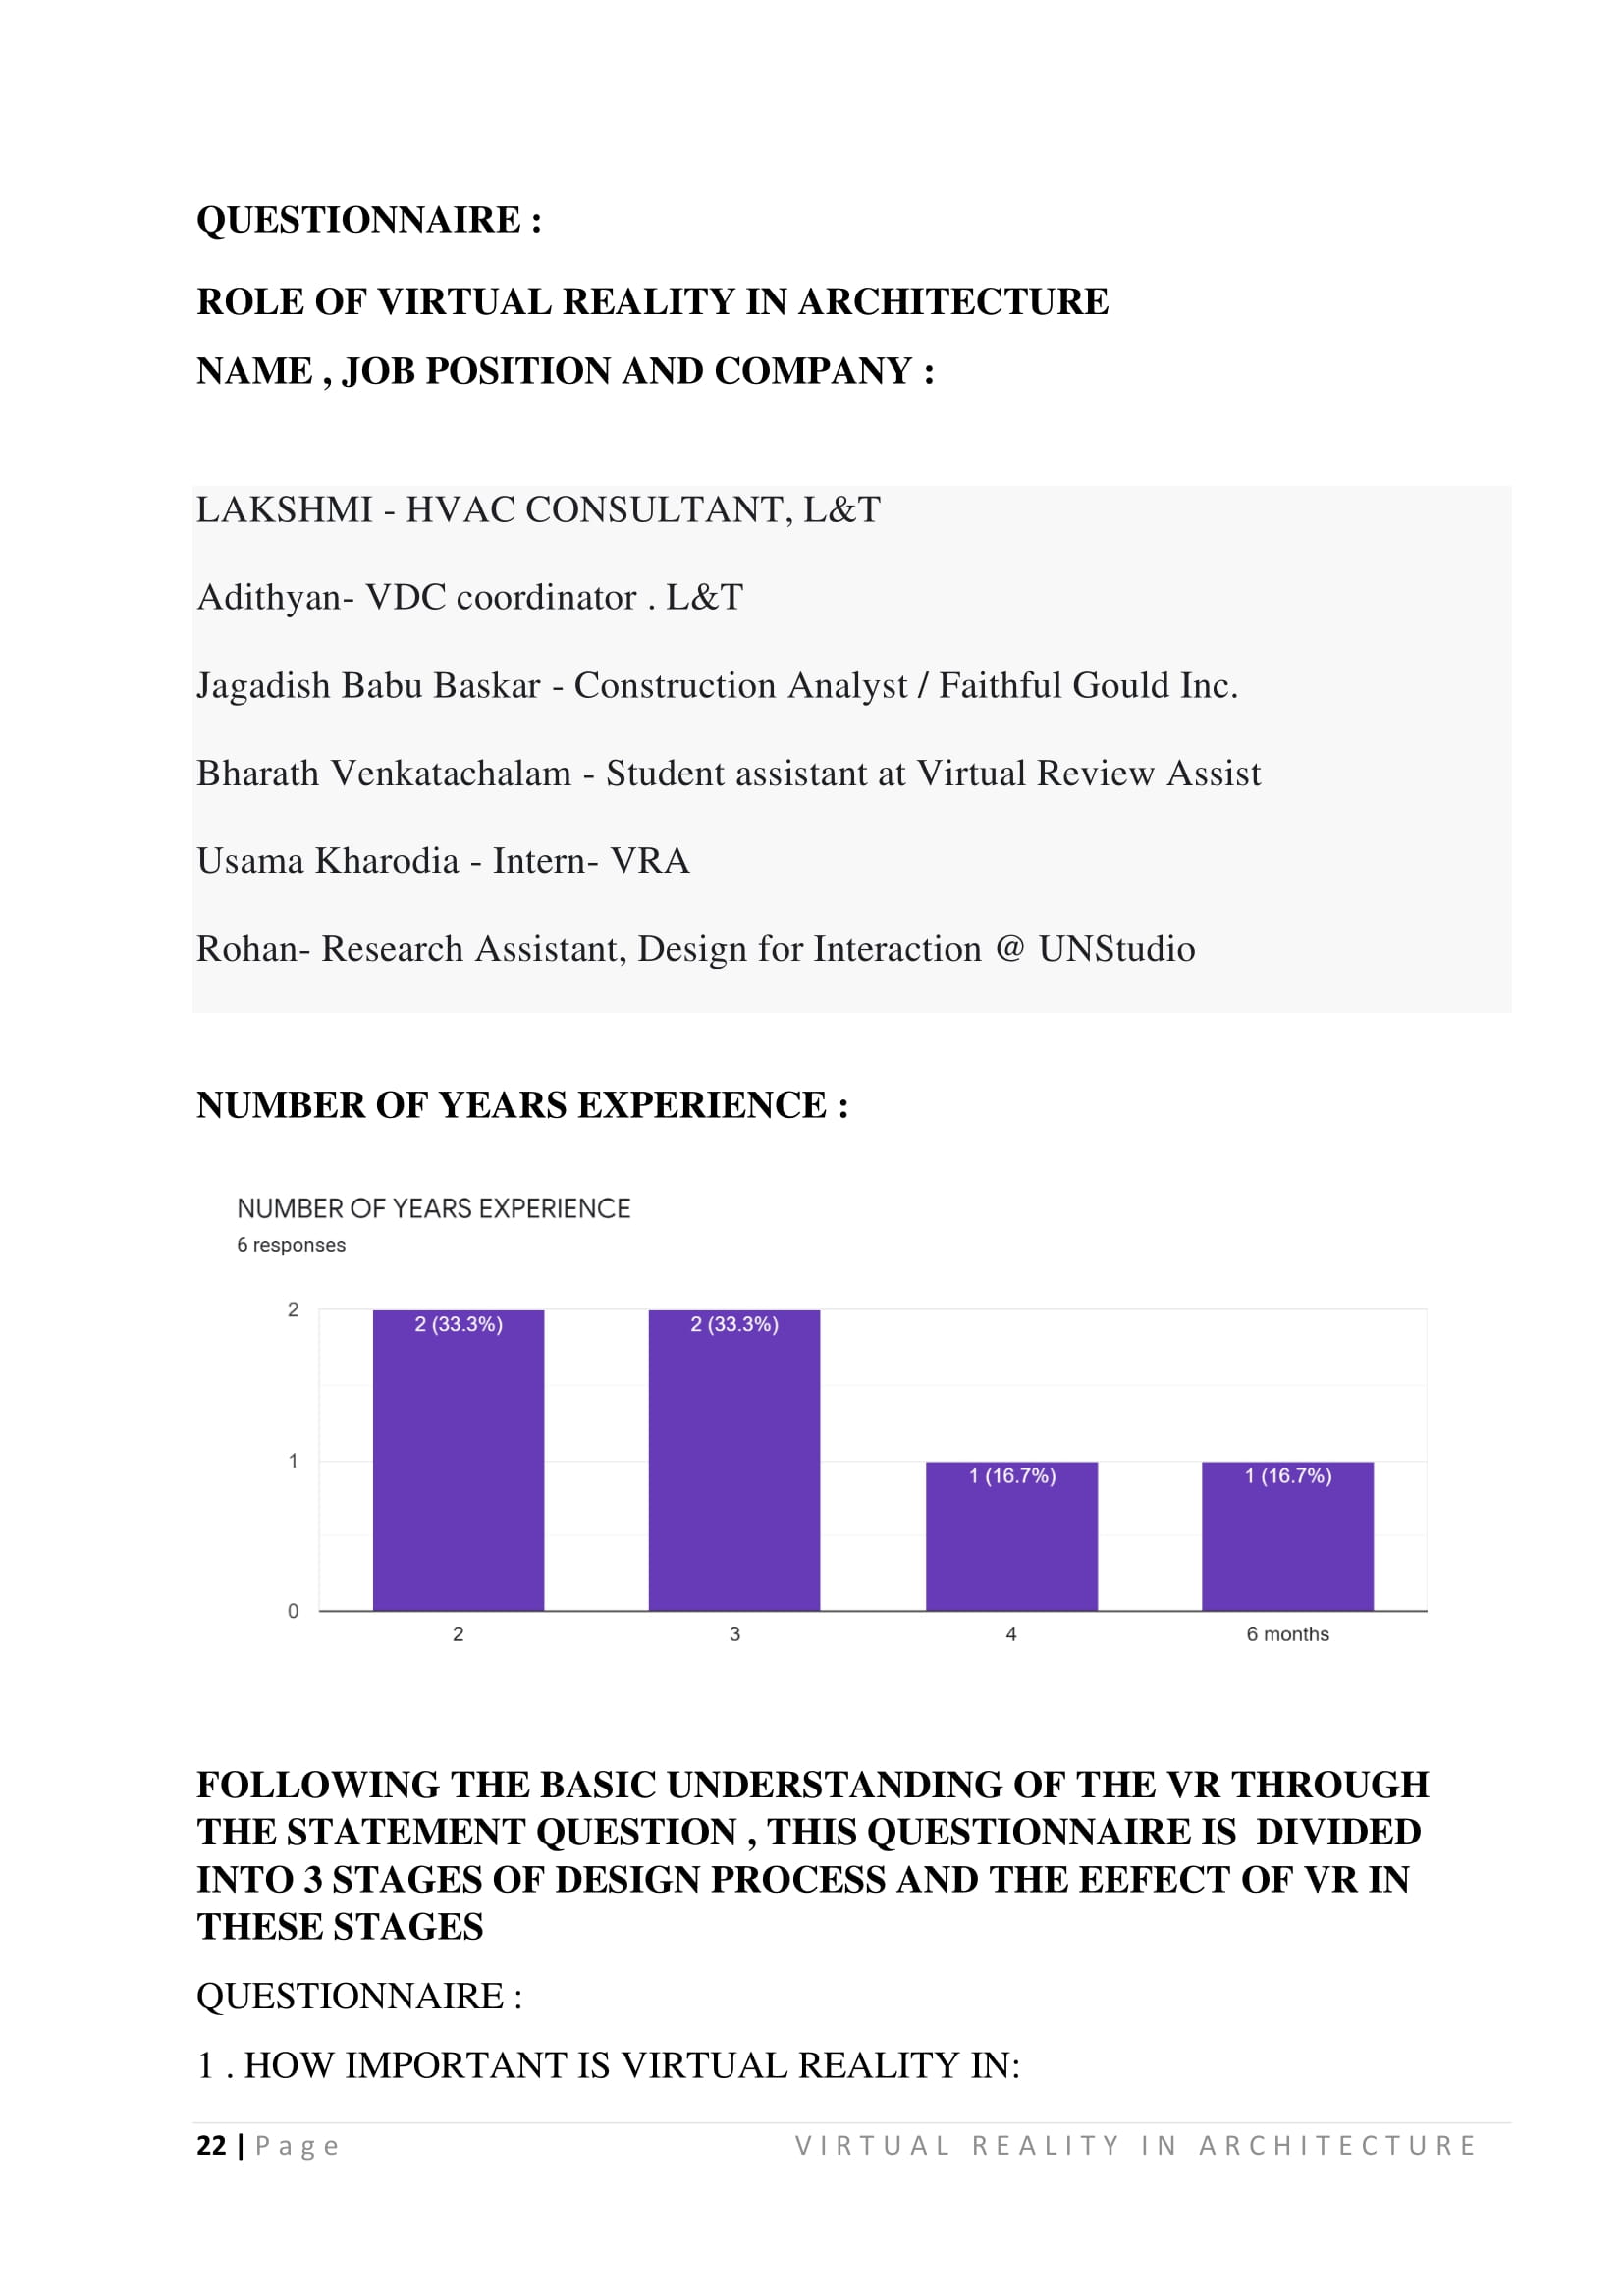 QUESTIONNAIRE :
ROLE OF VIRTUAL REALITY IN ARCHITECTURE
NAME , JOB POSITION AND COMPANY :
LAKSHMI - HVAC CONSULTANT, L&T
Adithyan- VDC coordinator . L&T
Jagadish Babu Baskar - Construction Analyst / Faithful Gould Inc.
Bharath Venkatachalam - Student assistant at Virtual Review Assist
Usama Kharodia - Intern- VRA
Rohan- Research Assistant, Design for Interaction @ UNStudio
NUMBER OF YEARS EXPERIENCE :
NUMBER OF YEARS EXPERIENCE
6 responses
2
2 (33.3%) 2 (33.3%)
1
1 (16.7%) 1 (16.7%)
0
2 3 4 6 months
FOLLOWING THE BASIC UNDERSTANDING OF THE VR THROUGH
THE STATEMENT QUESTION , THIS QUESTIONNAIRE IS  DIVIDED
INTO 3 STAGES OF DESIGN PROCESS AND THE EEFECT OF VR IN
THESE STAGES
QUESTIONNAIRE :
1 . HOW IMPORTANT IS VIRTUAL REALITY IN:
22 | Page VIRTUAL REALITY IN ARCHITECTURE